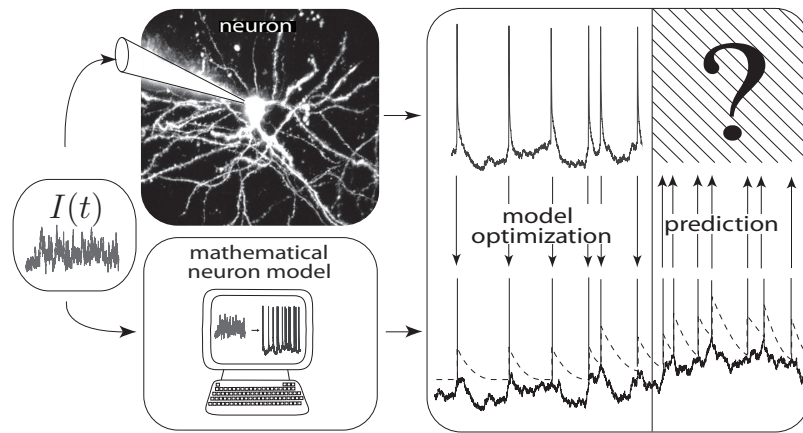 neuron
I(t)
mathematical
neuron model
?
model
optimization
prediction